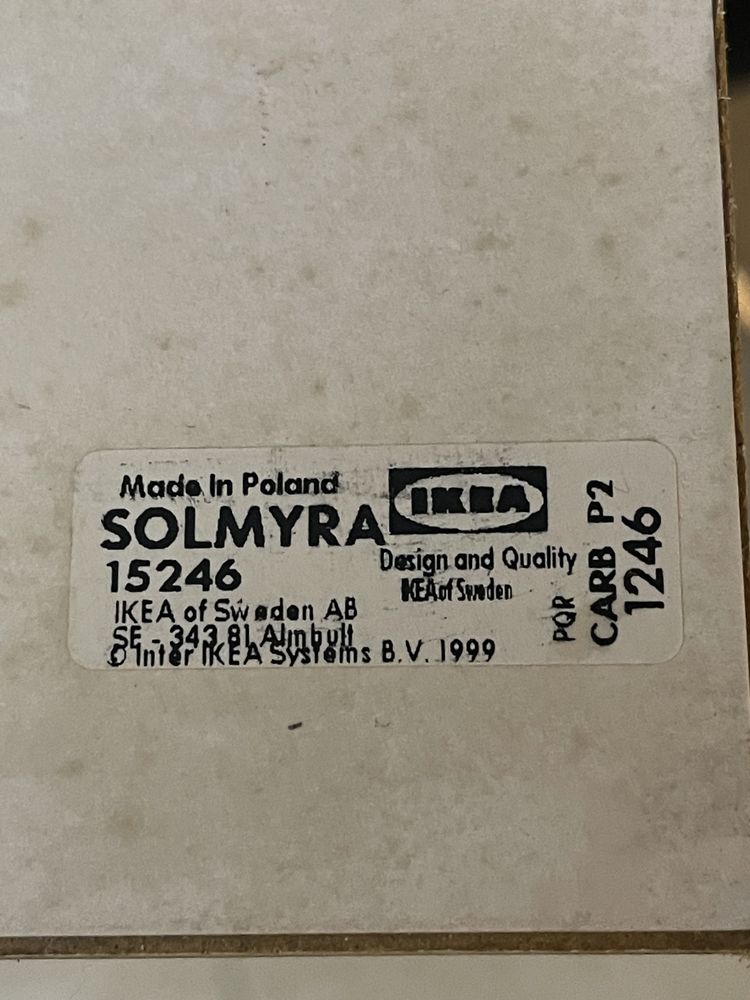 Made In Poland
SOLMYRA
15246
IKEA of Sweden AB
SE - 343 81 Älmhult
© Inter IKEA Systems B.V. 1999
IKEA
Design and Quality
IKEA of Sweden
PQR
CARB P2
1246